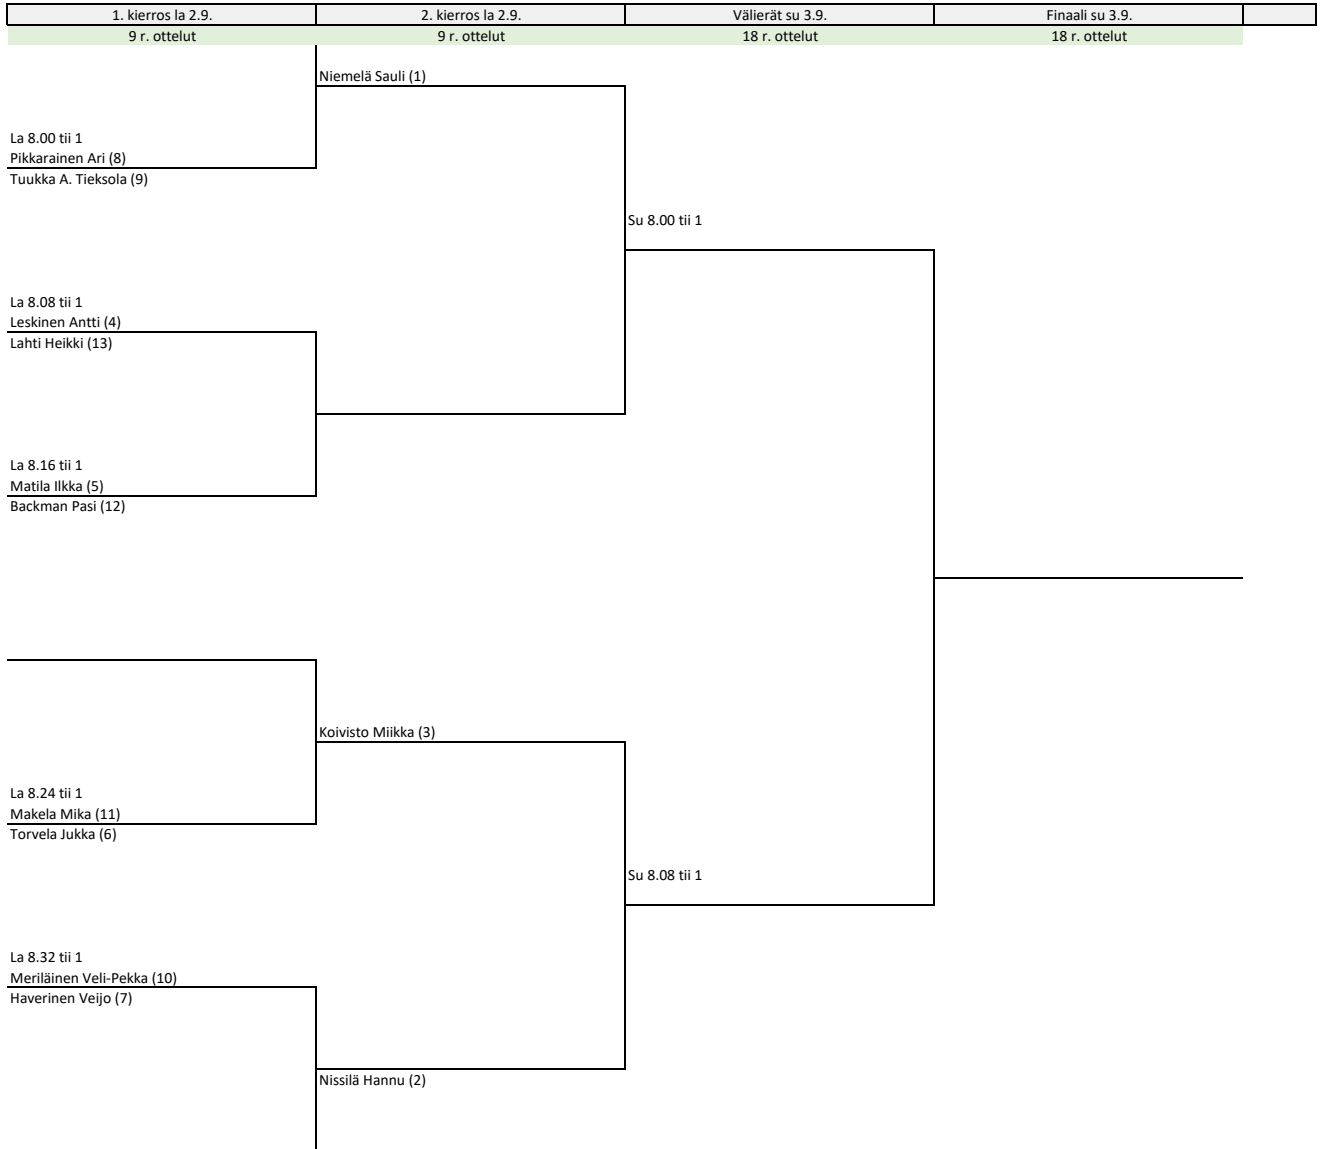 1. kierros la 2.9.
2. kierros la 2.9.
Välierät su 3.9.
Finaali su 3.9.
9 r. ottelut
9 r. ottelut
18 r. ottelut
18 r. ottelut
Niemelä Sauli (1)
La 8.00 tii 1
Pikkarainen Ari (8)
Tuukka A. Tieksola (9)
Su 8.00 tii 1
La 8.08 tii 1
Leskinen Antti (4)
Lahti Heikki (13)
La 8.16 tii 1
Matila Ilkka (5)
Backman Pasi (12)
Koivisto Miikka (3)
La 8.24 tii 1
Makela Mika (11)
Torvela Jukka (6)
Su 8.08 tii 1
La 8.32 tii 1
Meriläinen Veli-Pekka (10)
Haverinen Veijo (7)
Nissilä Hannu (2)